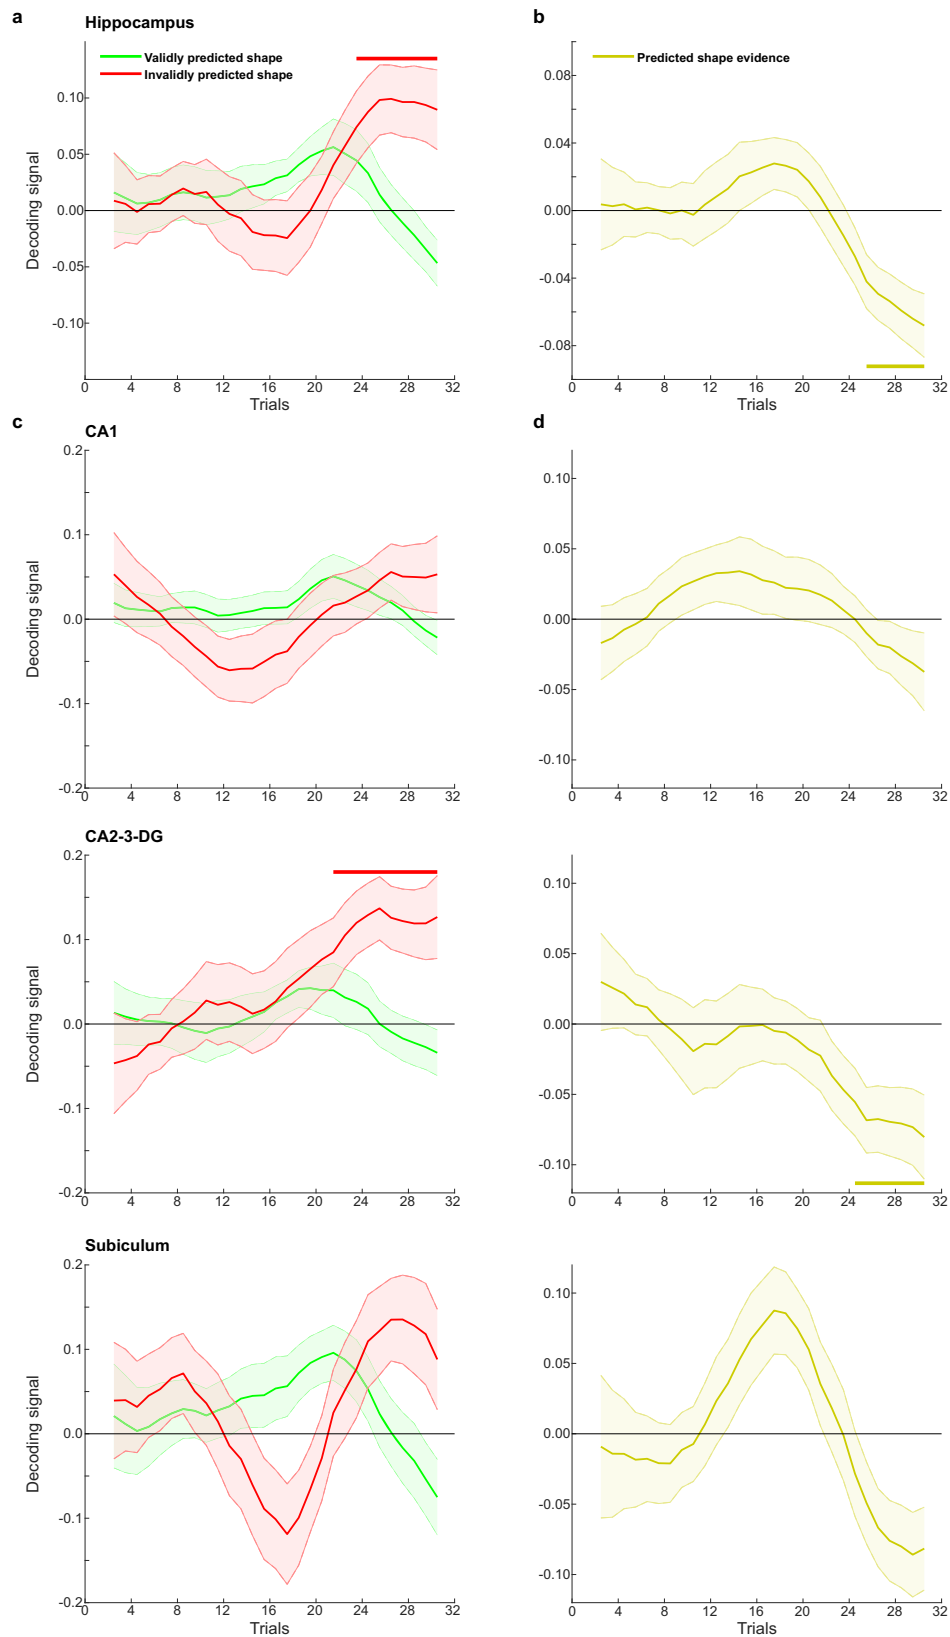 a
Hippocampus
Validly predicted shape
Invalidly predicted shape
Decoding signal
0.10
0.05
0.00
-0.05
-0.10
0 4 8 12 16 20 24 28 32
Trials
b
Predicted shape evidence
0.08
0.04
0.00
-0.04
-0.08
0 4 8 12 16 20 24 28 32
Trials
c
CA1
Decoding signal
0.2
0.1
0.0
-0.1
-0.2
0 4 8 12 16 20 24 28 32
d
0.10
0.05
0.00
-0.05
-0.10
0 4 8 12 16 20 24 28 32
CA2-3-DG
Decoding signal
0.2
0.1
0.0
-0.1
-0.2
0 4 8 12 16 20 24 28 32
0.10
0.05
0.00
-0.05
-0.10
0 4 8 12 16 20 24 28 32
Subiculum
Decoding signal
0.2
0.1
0.0
-0.1
-0.2
0 4 8 12 16 20 24 28 32
Trials
0.10
0.05
0.00
-0.05
-0.10
0 4 8 12 16 20 24 28 32
Trials